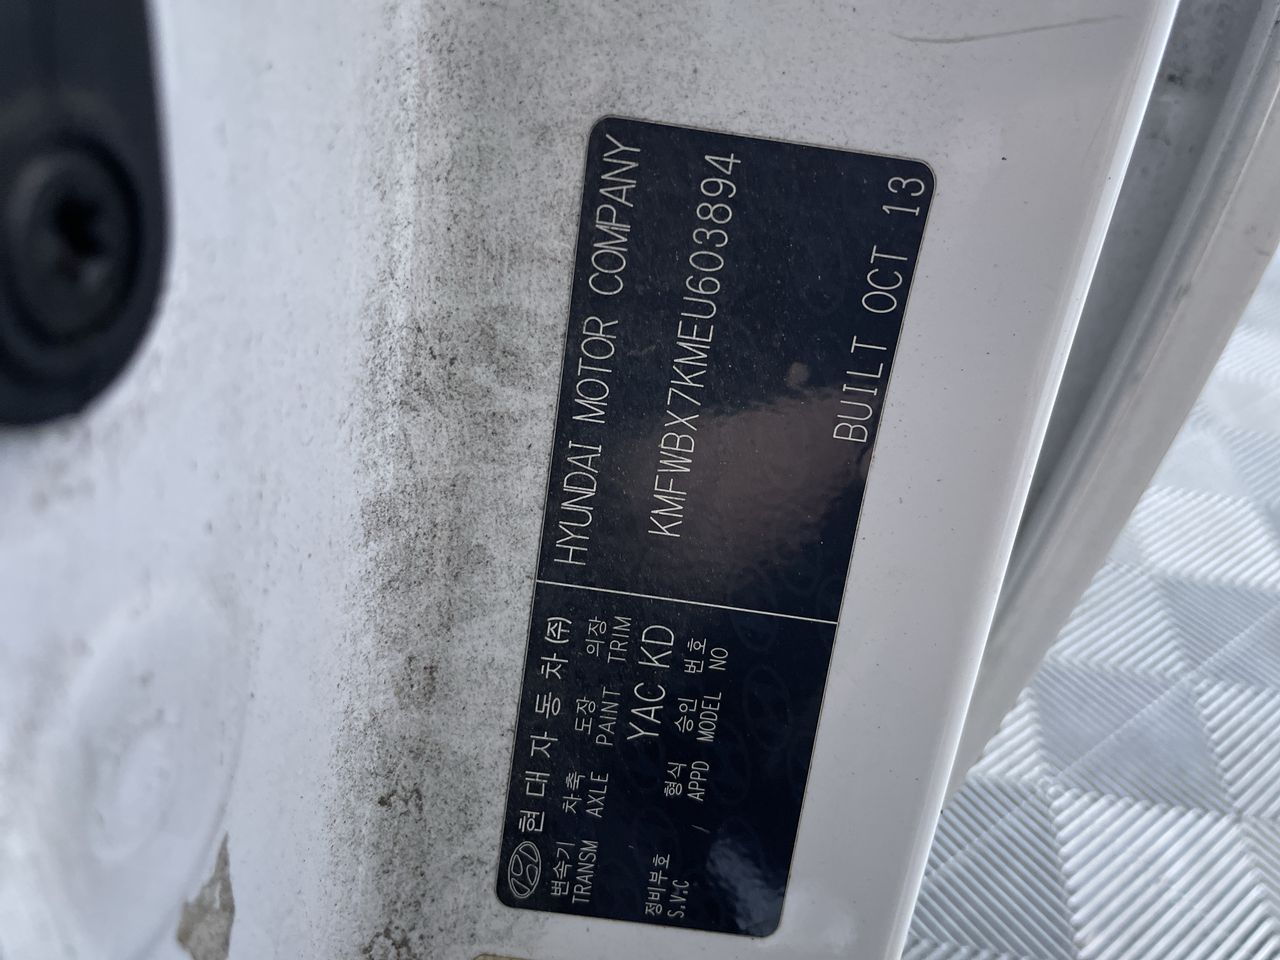 현대자동차(주)
HYUNDAI MOTOR COMPANY
변속기 차축 도장 의장
TRANSM AXLE PAINT TRIM
YAC KD
KMFWBX7KMEU603894
정비부호 형식 승인 번호
S.V.C / APPD MODEL NO
BUILT OCT 13